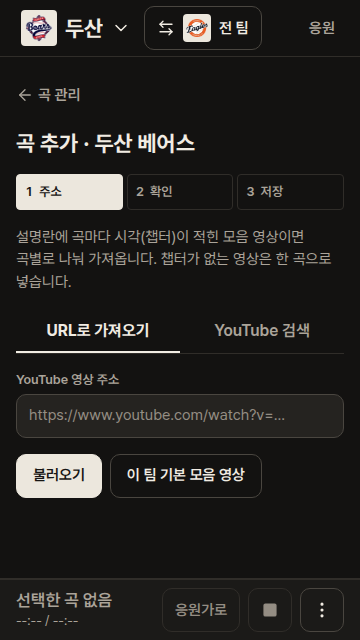 Bears
두산
Eagles
전 팀
응원
곡 관리
곡 추가 · 두산 베어스
1 주소
2 확인
3 저장
설명란에 곡마다 시각(챕터)이 적힌 모음 영상이면
곡별로 나눠 가져옵니다. 챕터가 없는 영상은 한 곡으로
넣습니다.
URL로 가져오기
YouTube 검색
YouTube 영상 주소
https://www.youtube.com/watch?v=...
불러오기
이 팀 기본 모음 영상
선택한 곡 없음
--:-- / --:--
응원가로